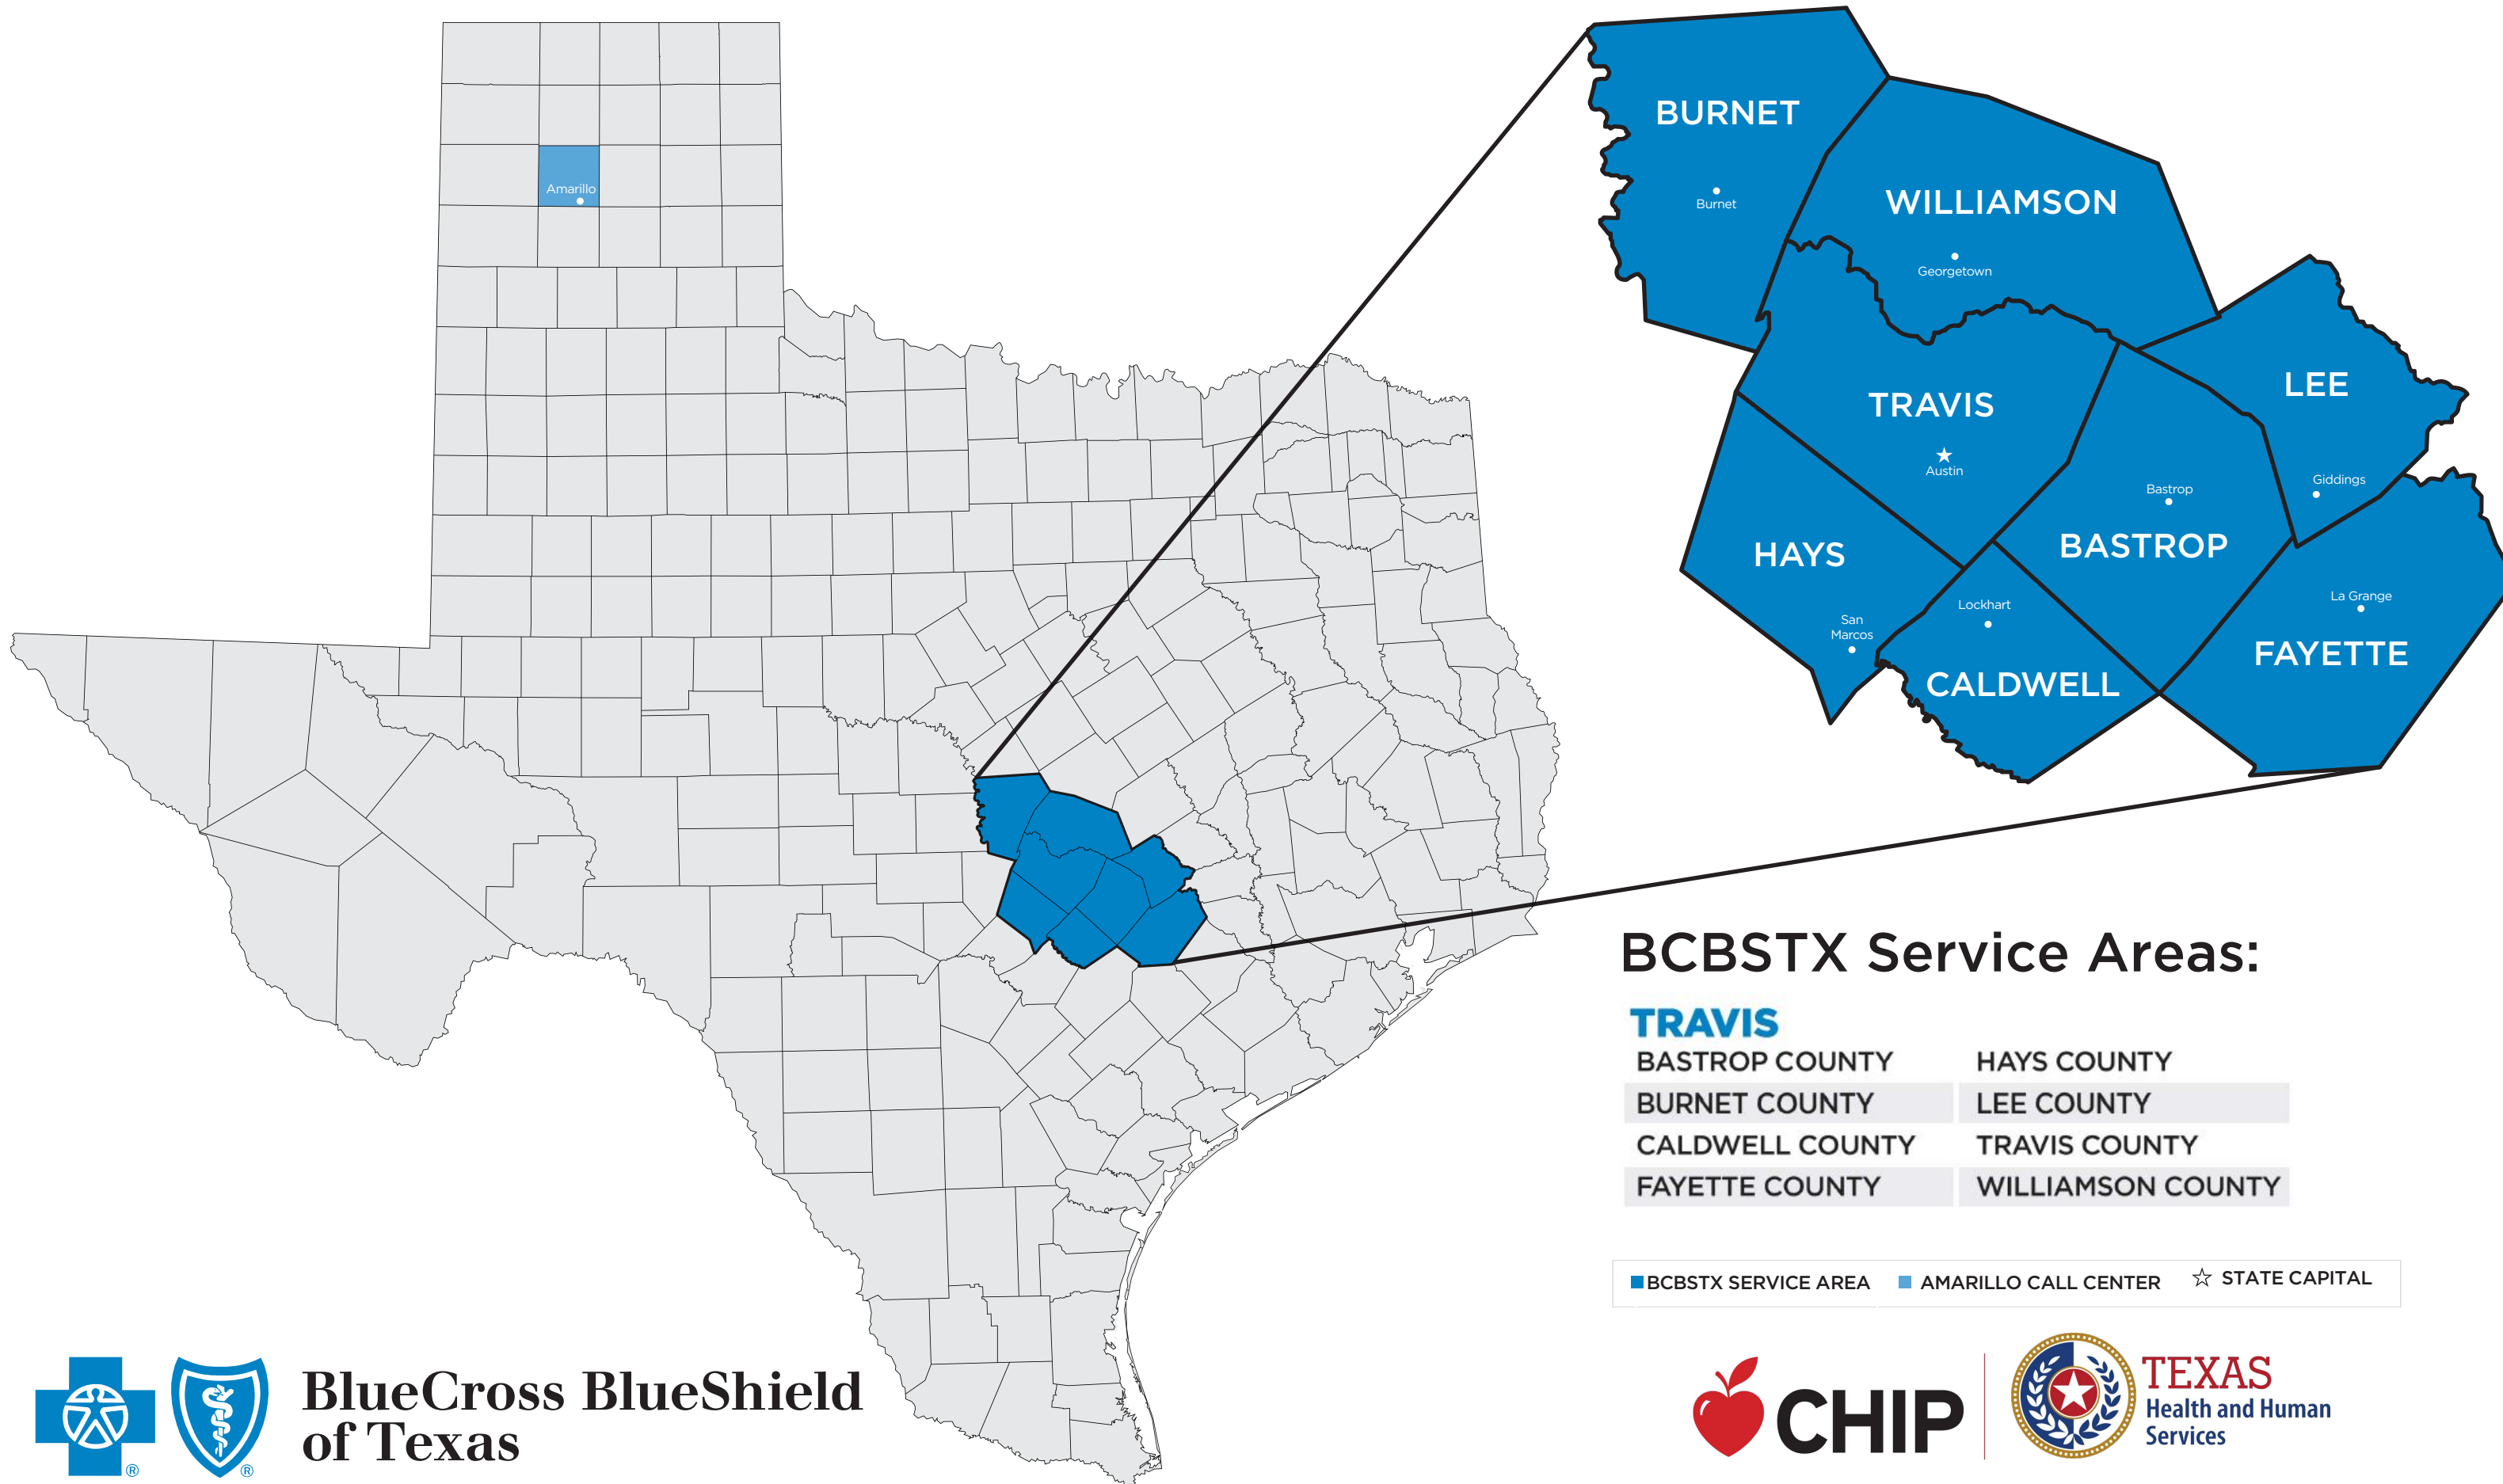 Amarillo
BURNET
Burnet
WILLIAMSON
Georgetown
LEE
Giddings
TRAVIS
Austin
Bastrop
BASTROP
HAYS
San
Marcos
Lockhart
CALDWELL
La Grange
FAYETTE
BCBSTX Service Areas:
TRAVIS
BASTROP COUNTY HAYS COUNTY
BURNET COUNTY LEE COUNTY
CALDWELL COUNTY TRAVIS COUNTY
FAYETTE COUNTY WILLIAMSON COUNTY
BCBSTX SERVICE AREA AMARILLO CALL CENTER STATE CAPITAL
® ® BlueCross BlueShield
of Texas
CHIP
TEXAS
Health and Human
Services